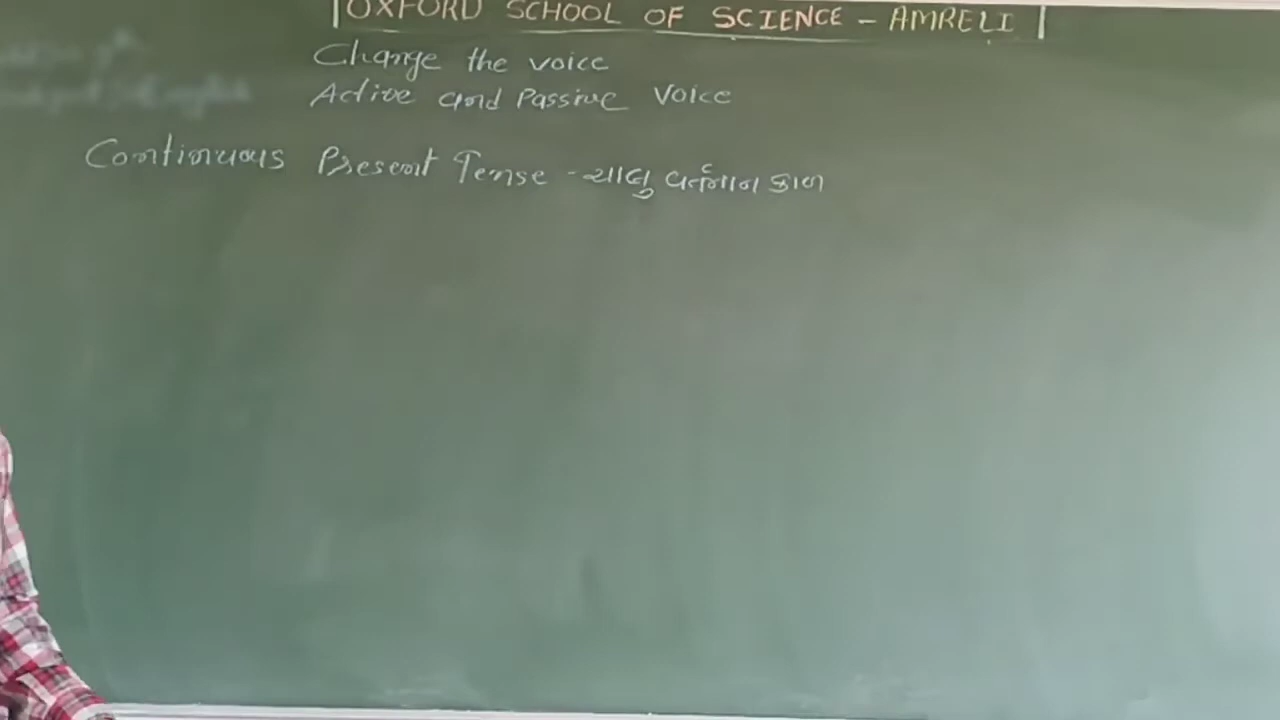 OXFORD SCHOOL OF SCIENCE - AMRELI
Change the voice
Active and Passive Voice
Continuous Present Tense - ચાલુ વર્તમાન કાળ